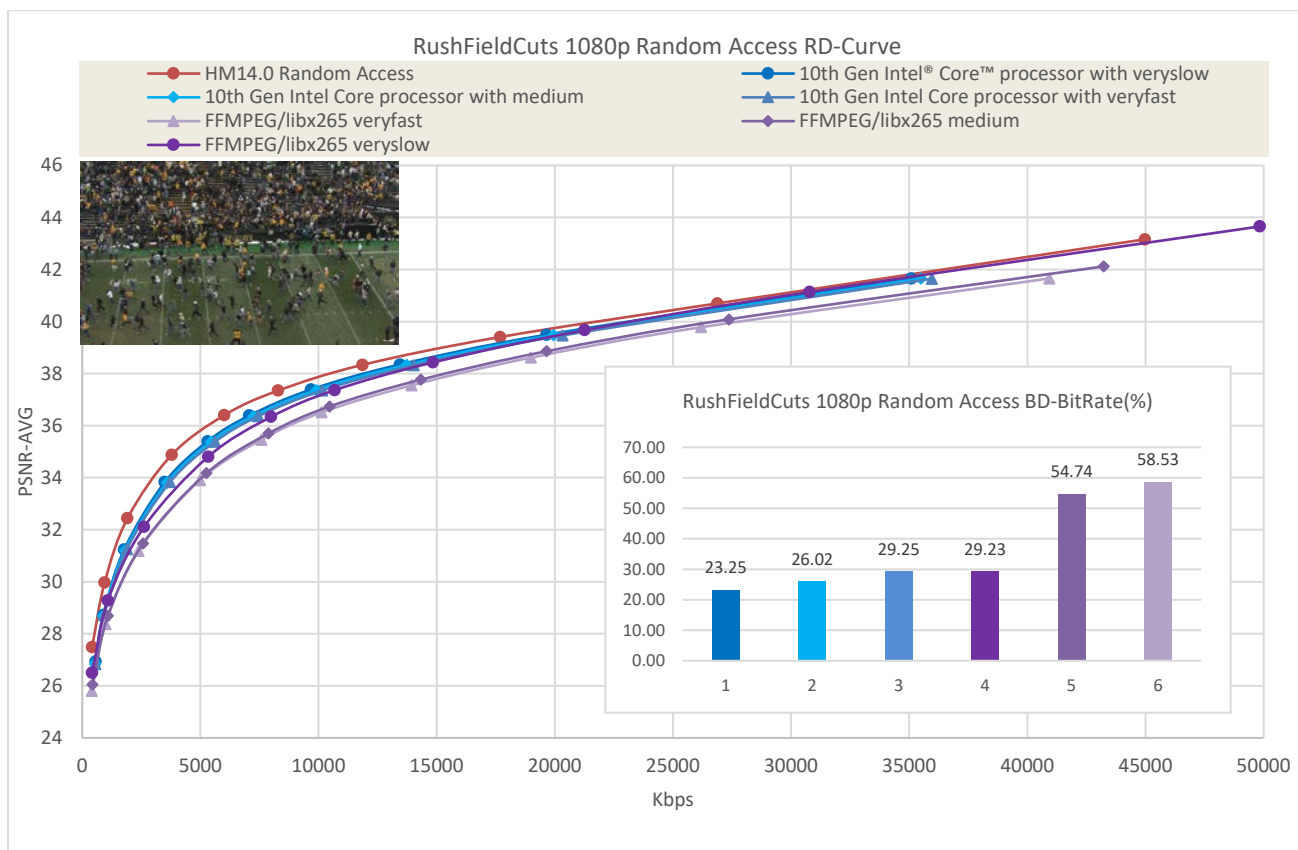 RushFieldCuts 1080p Random Access RD-Curve
HM14.0 Random Access
10th Gen Intel® Core™ processor with veryslow
10th Gen Intel Core processor with medium
10th Gen Intel Core processor with veryfast
FFMPEG/libx265 veryfast
FFMPEG/libx265 medium
FFMPEG/libx265 veryslow
46
44
42
40
38
36
34
32
30
28
26
24
PSNR-AVG
0 5000 10000 15000 20000 25000 30000 35000 40000 45000 50000
Kbps
RushFieldCuts 1080p Random Access BD-BitRate(%)
70.00
60.00
50.00
40.00
30.00
20.00
10.00
0.00
23.25 26.02 29.25 29.23 54.74 58.53
1 2 3 4 5 6